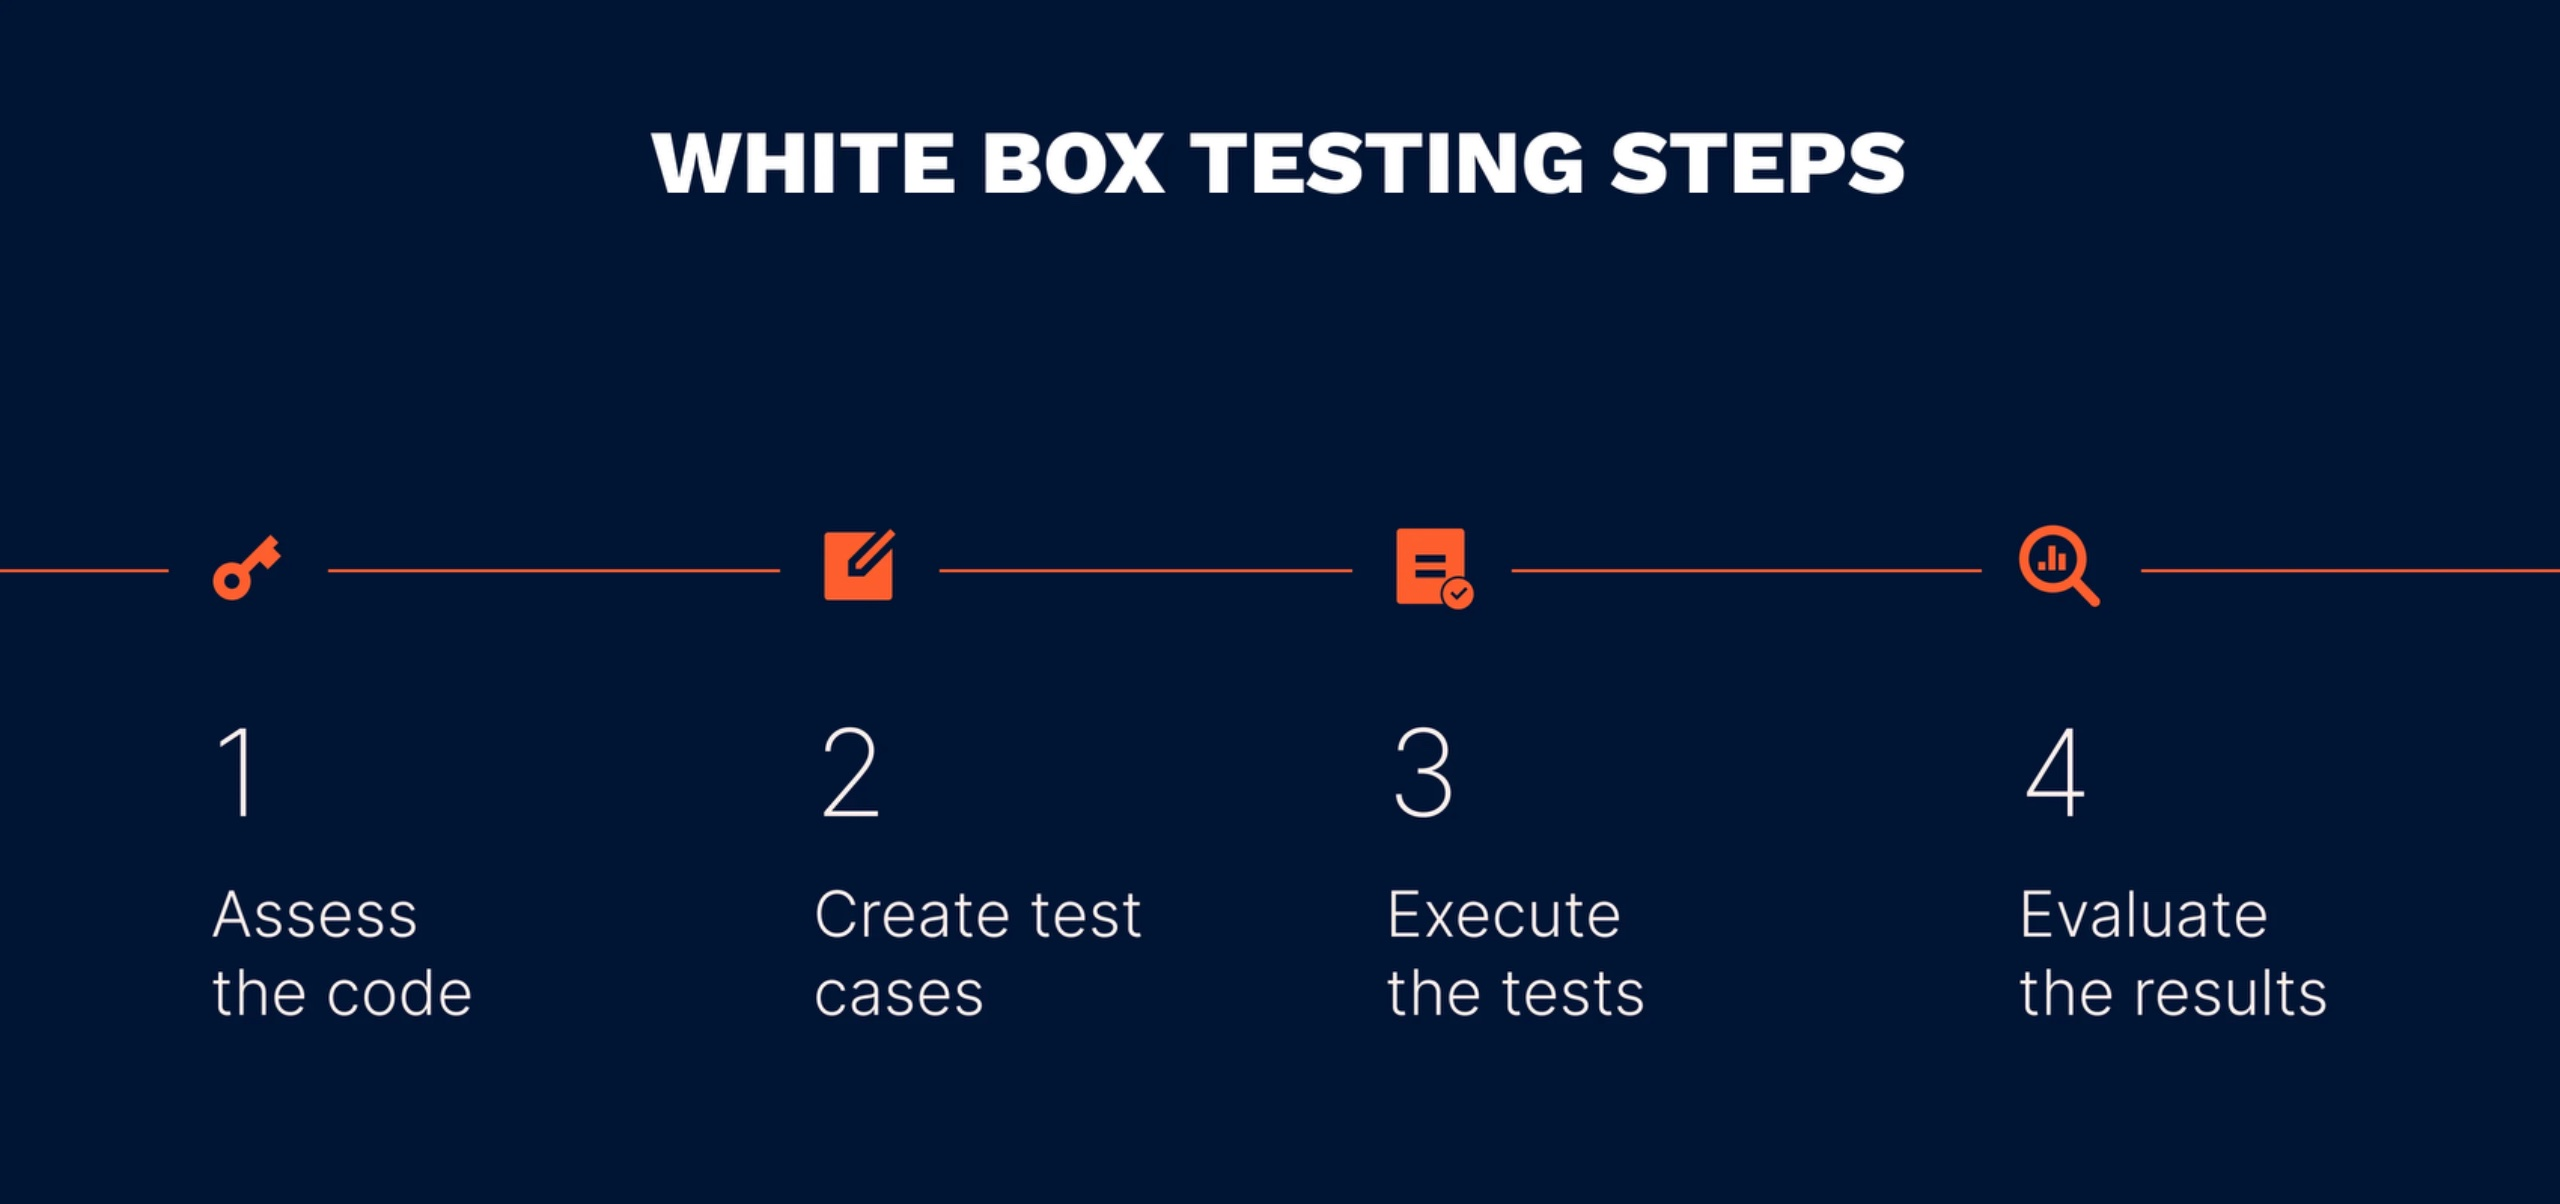 WHITE BOX TESTING STEPS
1
Assess
the code
2
Create test
cases
3
Execute
the tests
4
Evaluate
the results